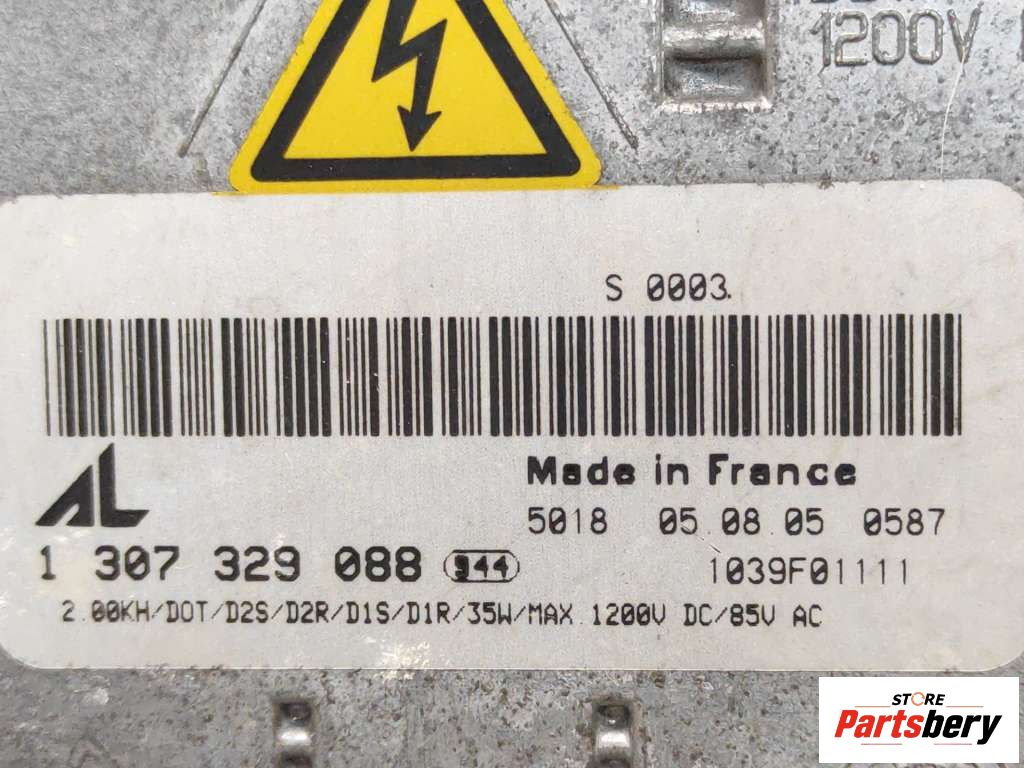 1200V
S 0003.
AL
Made in France
5018 05.08.05 0587
1 307 329 088 944
1039F01111
2.00KH/DOT/D2S/D2R/D1S/D1R/35W/MAX.1200V DC/85V AC
STORE
Partsbery